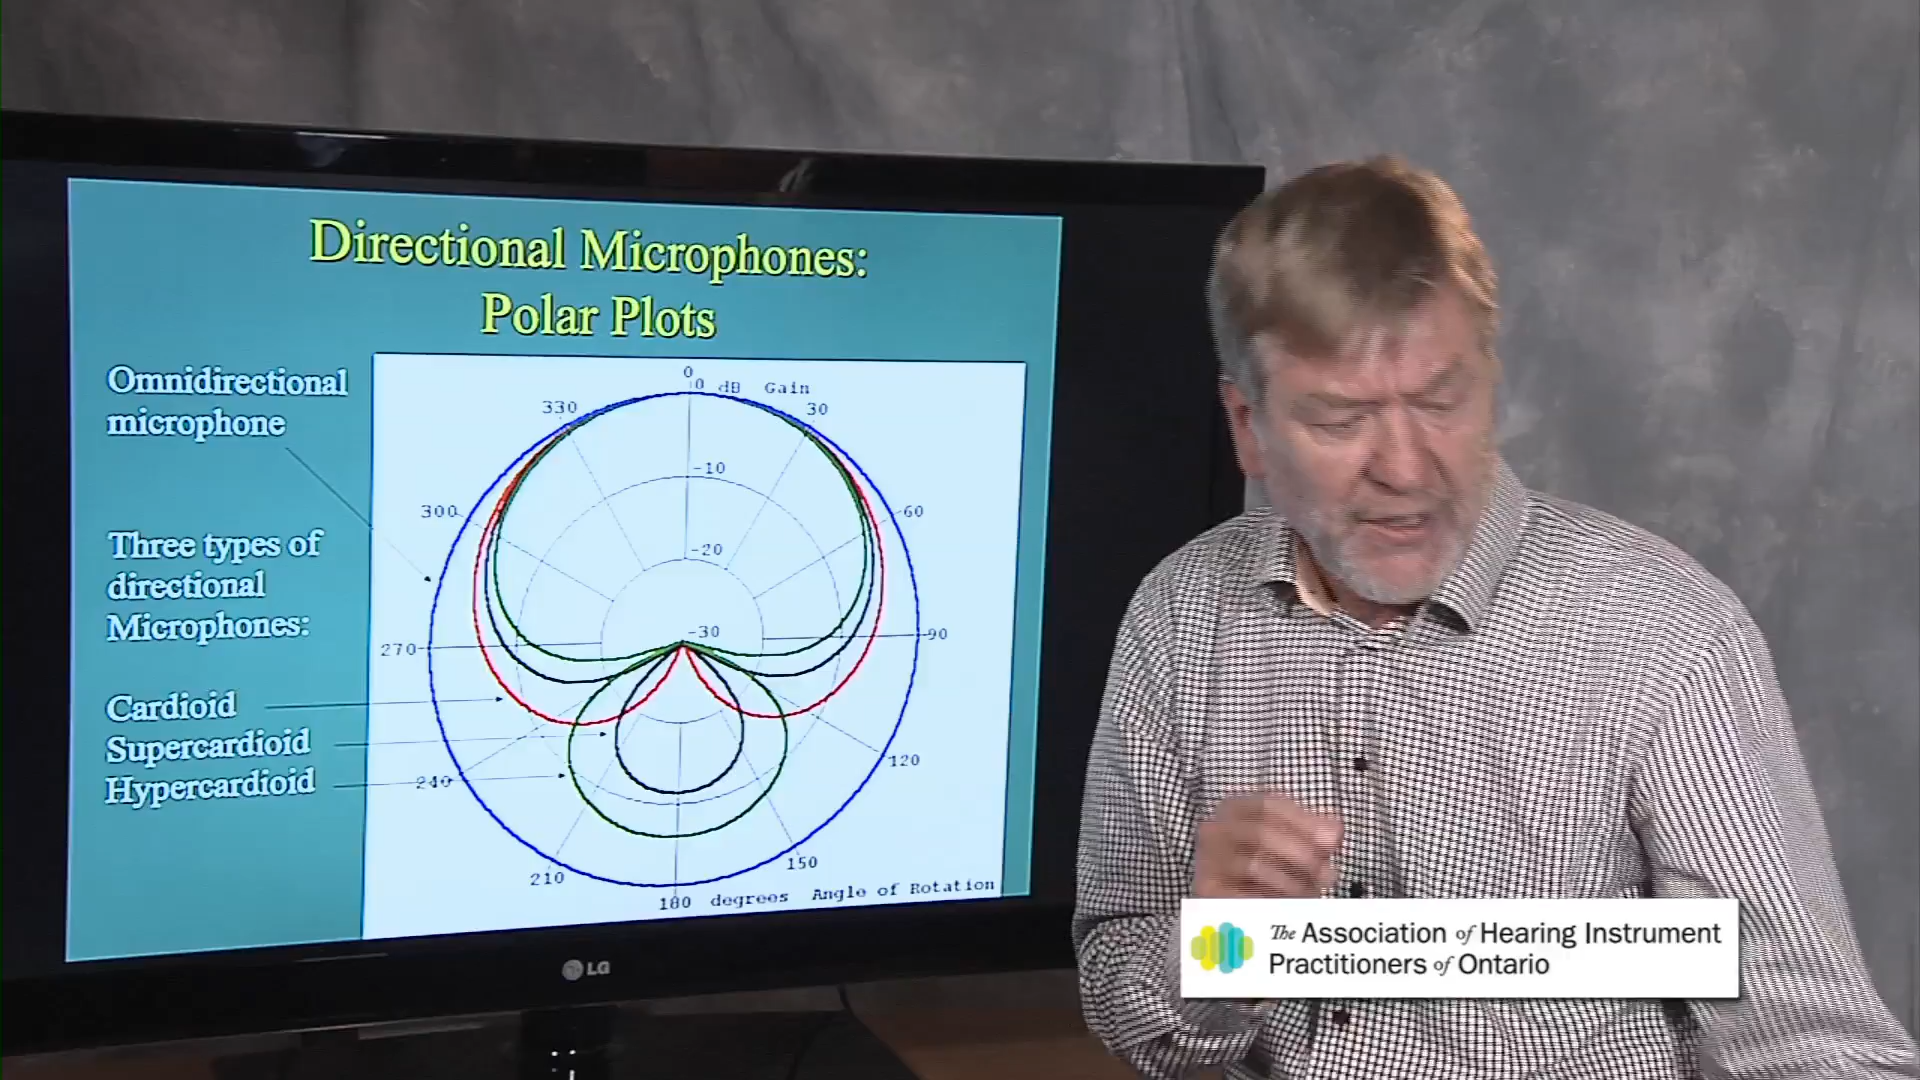 Directional Microphones:
Polar Plots
Omnidirectional
microphone
Three types of
directional
Microphones:
Cardioid
Supercardioid
Hypercardioid
0
0 dB Gain
330
30
-10
300
60
-20
-30
270
90
240
120
210
150
180 degrees Angle of Rotation
LG
The Association of Hearing Instrument
Practitioners of Ontario